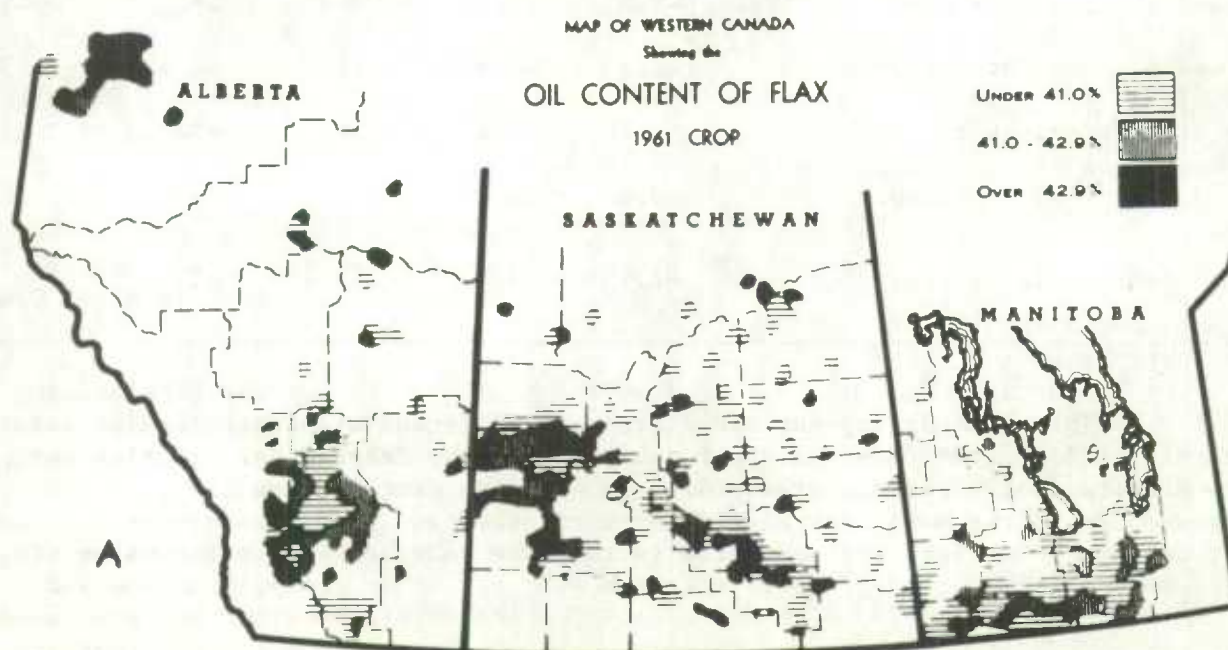 MAP OF WESTERN CANADA
Showing the
OIL CONTENT OF FLAX
1961 CROP
UNDER 41.0%
41.0 - 42.9%
OVER 42.9%
ALBERTA
SASKATCHEWAN
MANITOBA
A